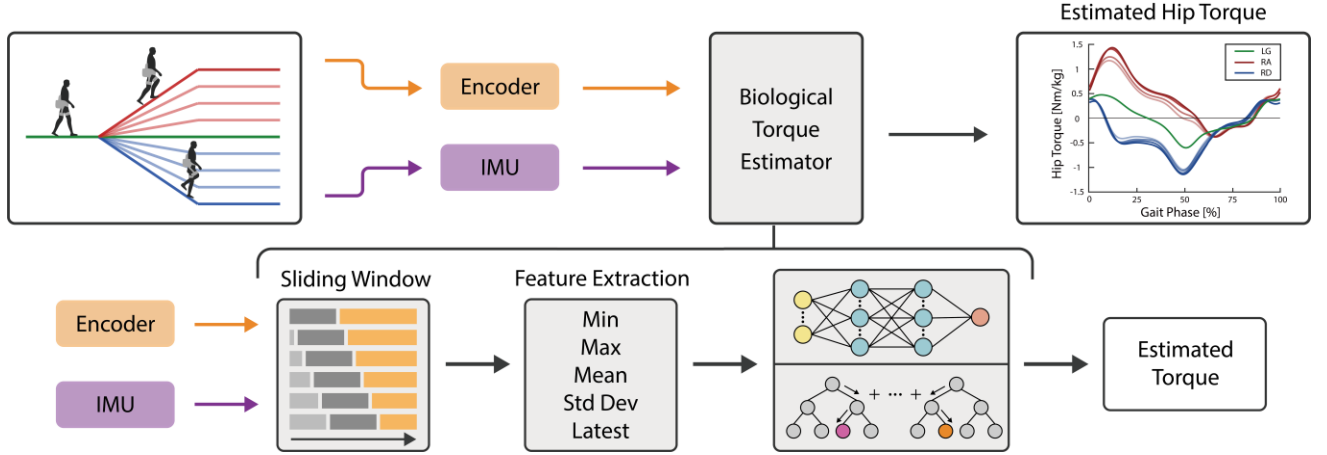 Estimated Hip Torque
Encoder
IMU
Biological
Torque
Estimator
Hip Torque [Nm/kg]
1.5
1
0.5
0
-0.5
-1
-1.5
LG
RA
RD
0
25
50
75
100
Gait Phase [%]
Sliding Window
Feature Extraction
Encoder
IMU
Min
Max
Mean
Std Dev
Latest
+ ... +
Estimated
Torque